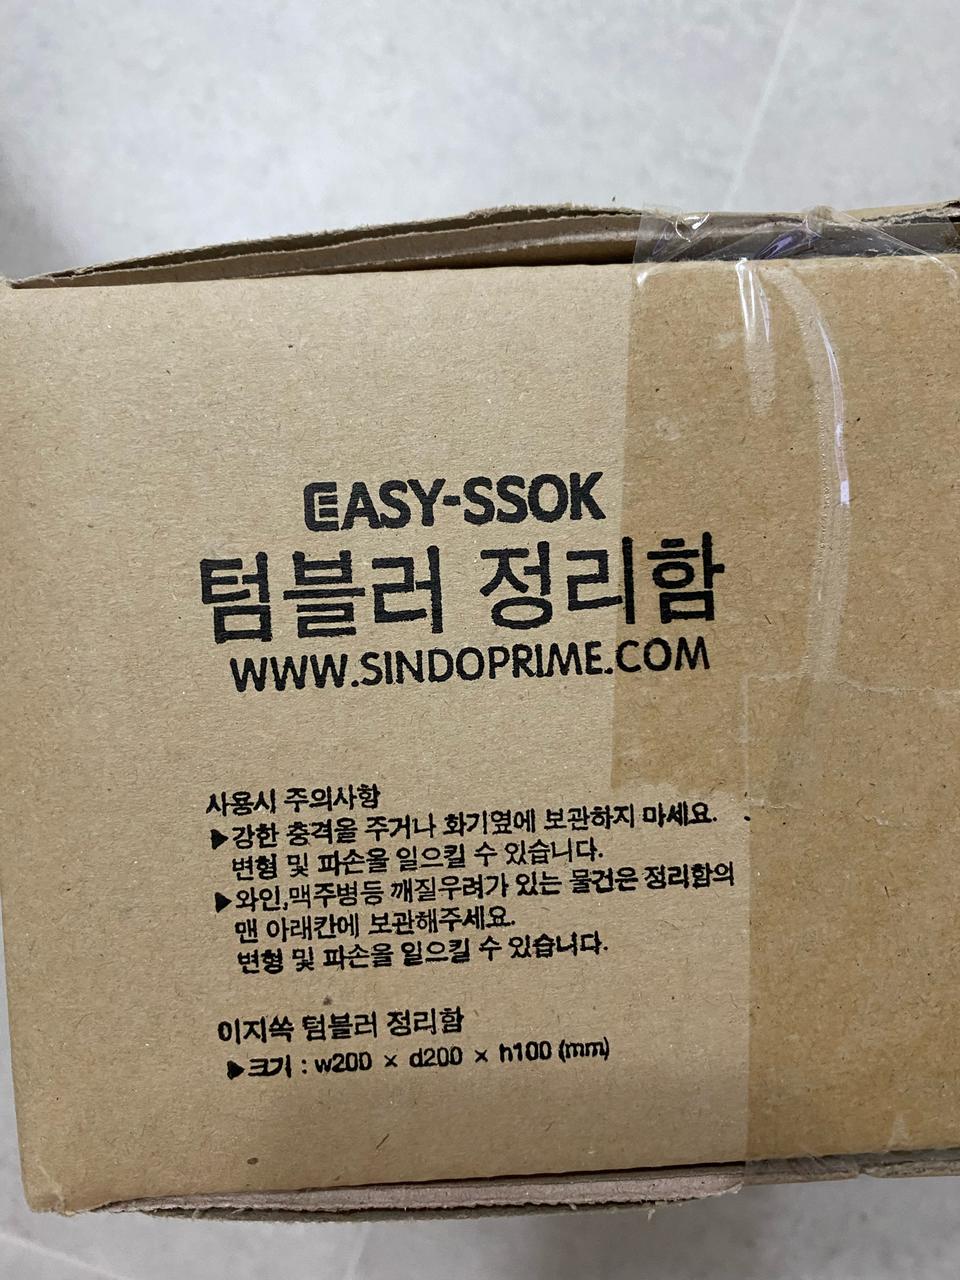 EASY-SSOK
텀블러 정리함
WWW.SINDOPRIME.COM
사용시 주의사항
▶강한 충격을 주거나 화기옆에 보관하지 마세요.
변형 및 파손을 일으킬 수 있습니다.
▶와인,맥주병등 깨질우려가 있는 물건은 정리함의
맨 아래칸에 보관해주세요.
변형 및 파손을 일으킬 수 있습니다.
이지쏙 텀블러 정리함
▶크기 : w200 × d200 × h100 (mm)